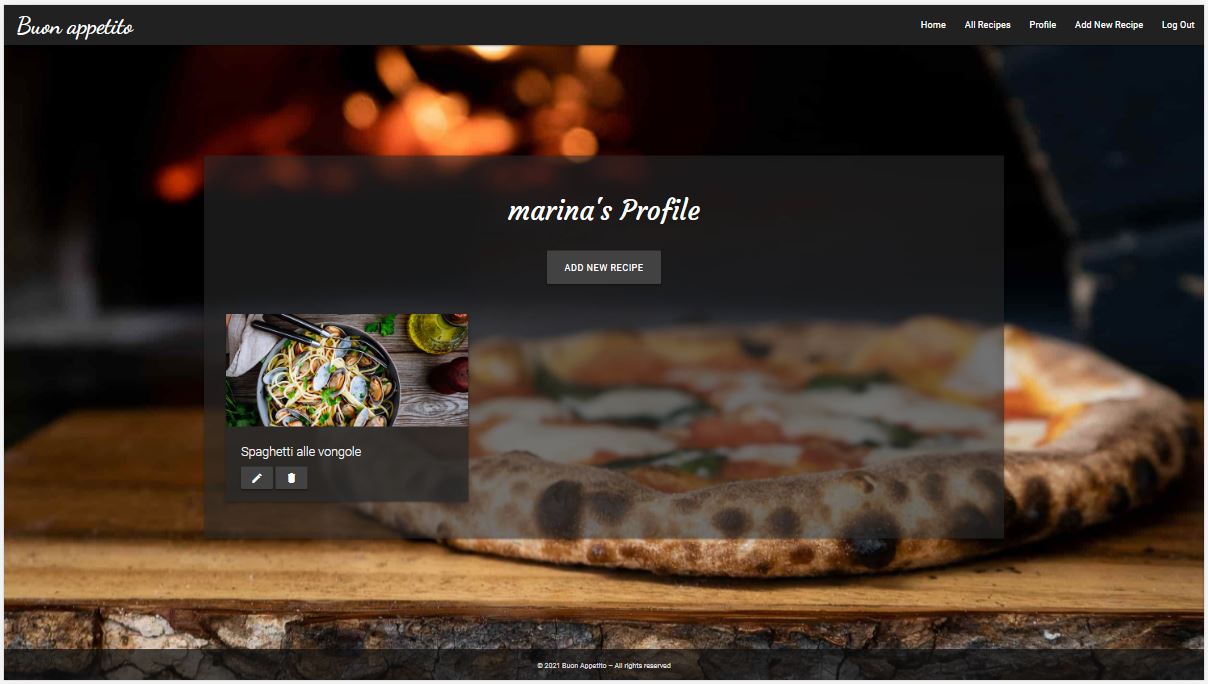 Buon appetito
Home All Recipes Profile Add New Recipe Log Out
marina's Profile
ADD NEW RECIPE
Spaghetti alle vongole
© 2021 Buon Appetito – All rights reserved